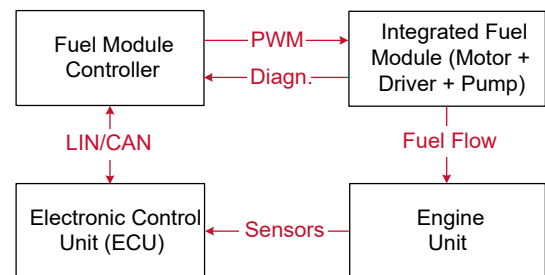 Fuel Module
Controller
PWM
Diagn.
Integrated Fuel
Module (Motor +
Driver + Pump)
LIN/CAN
Fuel Flow
Electronic Control
Unit (ECU)
Sensors
Engine
Unit